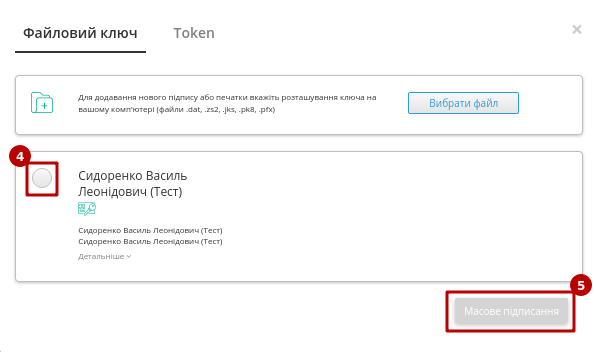 Файловий ключ Token ×
Для додавання нового підпису або печатки вкажіть розташування ключа на
вашому комп'ютері (файли .dat, .zs2, .jks, .pk8, .pfx)
Вибрати файл
4
Сидоренко Василь
Леонідович (Тест)
Сидоренко Василь Леонідович (Тест)
Сидоренко Василь Леонідович (Тест)
Детальніше
5
Масове підписання